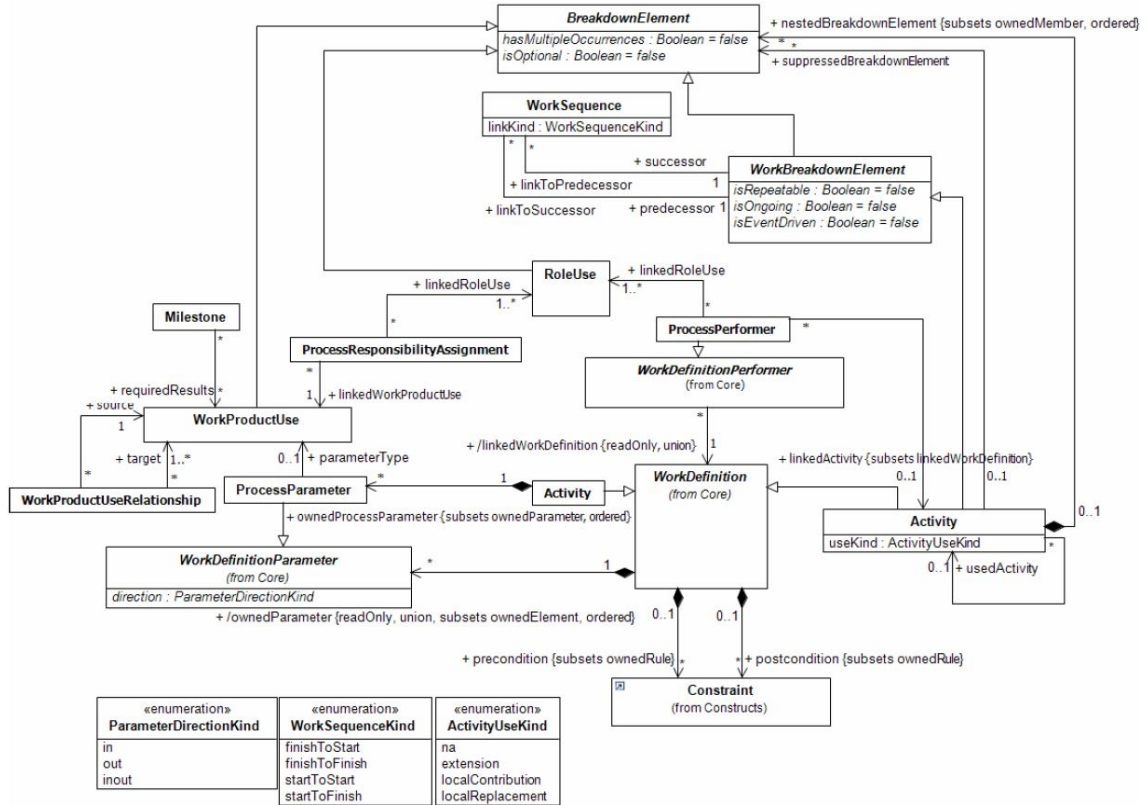 BreakdownElement
hasMultipleOccurrences : Boolean = false
isOptional : Boolean = false
+ nestedBreakdownElement {subsets ownedMember, ordered}
*
*
+ suppressedBreakdownElement
WorkSequence
linkKind : WorkSequenceKind
*
*
+ successor
1
+ linkToPredecessor
+ linkToSuccessor
+ predecessor
1
WorkBreakdownElement
isRepeatable : Boolean = false
isOngoing : Boolean = false
isEventDriven : Boolean = false
RoleUse
+ linkedRoleUse
1..*
+ linkedRoleUse
1..*
*
*
Milestone
*
ProcessPerformer
*
ProcessResponsibilityAssignment
*
WorkDefinitionPerformer
(from Core)
*
+ requiredResults
*
1
+ linkedWorkProductUse
+ source
1
WorkProductUse
+ /linkedWorkDefinition {readOnly, union}
1
+ target
1..*
0..1
+ parameterType
+ linkedActivity {subsets linkedWorkDefinition}
0..1
0..1
*
*
WorkProductUseRelationship
ProcessParameter
*
1
Activity
WorkDefinition
(from Core)
0..1
+ ownedProcessParameter {subsets ownedParameter, ordered}
Activity
useKind : ActivityUseKind
*
0..1
+ usedActivity
WorkDefinitionParameter
(from Core)
direction : ParameterDirectionKind
*
1
+ /ownedParameter {readOnly, union, subsets ownedElement, ordered}
0..1
0..1
+ precondition {subsets ownedRule}
*
*
+ postcondition {subsets ownedRule}
Constraint
(from Constructs)
«enumeration»
ParameterDirectionKind
in
out
inout
«enumeration»
WorkSequenceKind
finishToStart
finishToFinish
startToStart
startToFinish
«enumeration»
ActivityUseKind
na
extension
localContribution
localReplacement